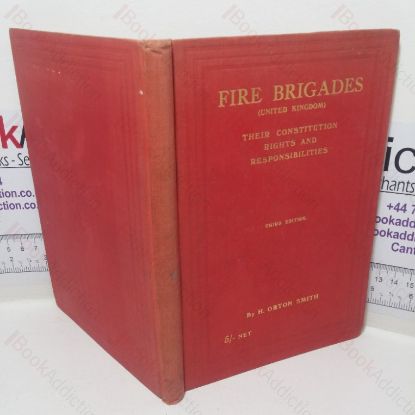 FIRE BRIGADES
(UNITED KINGDOM)
THEIR CONSTITUTION
RIGHTS AND
RESPONSIBILITIES
THIRD EDITION
By H. ORTON SMITH
5/- NET